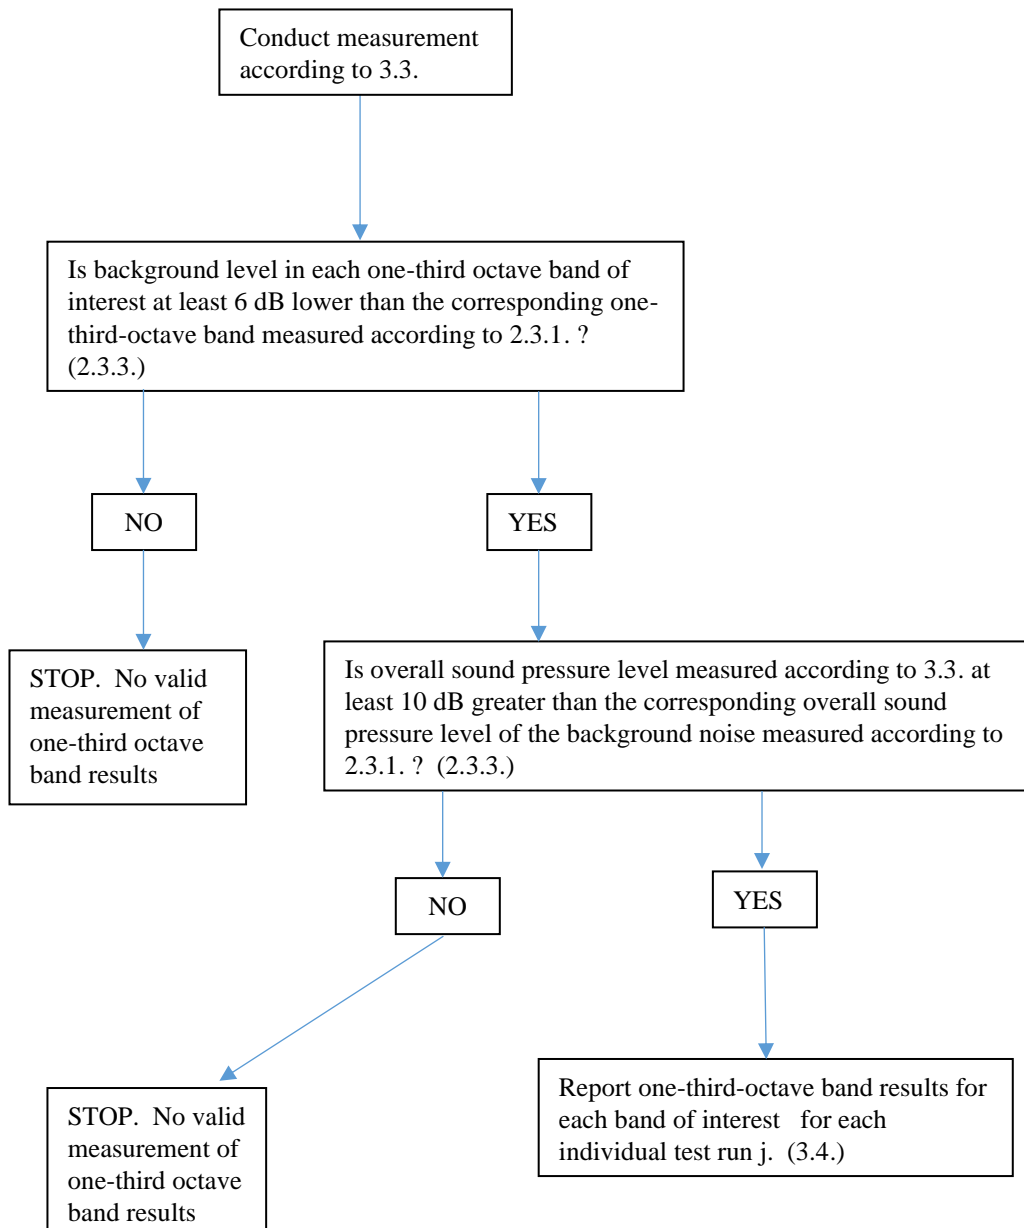 Conduct measurement
according to 3.3.
Is background level in each one-third octave band of
interest at least 6 dB lower than the corresponding one-
third-octave band measured according to 2.3.1. ?
(2.3.3.)
NO
YES
STOP.  No valid
measurement of
one-third octave
band results
Is overall sound pressure level measured according to 3.3. at
least 10 dB greater than the corresponding overall sound
pressure level of the background noise measured according to
2.3.1. ?  (2.3.3.)
NO
YES
STOP.  No valid
measurement of
one-third octave
band results
Report one-third-octave band results for
each band of interest   for each
individual test run j.  (3.4.)